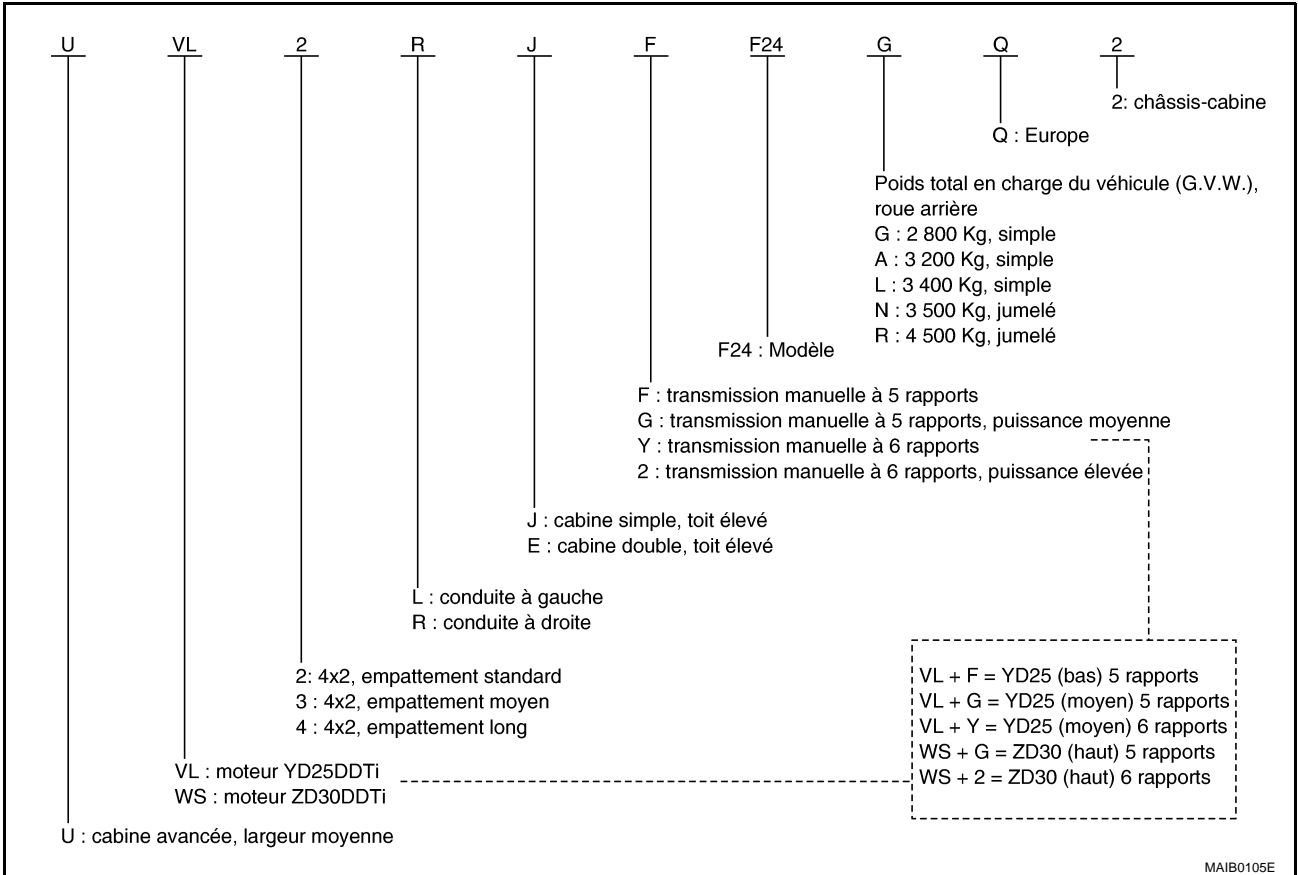 U VL 2 R J F F24 G Q 2
2: châssis-cabine
Q : Europe
Poids total en charge du véhicule (G.V.W.),
roue arrière
G : 2 800 Kg, simple
A : 3 200 Kg, simple
L : 3 400 Kg, simple
N : 3 500 Kg, jumelé
R : 4 500 Kg, jumelé
F24 : Modèle
F : transmission manuelle à 5 rapports
G : transmission manuelle à 5 rapports, puissance moyenne
Y : transmission manuelle à 6 rapports
2 : transmission manuelle à 6 rapports, puissance élevée
J : cabine simple, toit élevé
E : cabine double, toit élevé
L : conduite à gauche
R : conduite à droite
2: 4x2, empattement standard
3 : 4x2, empattement moyen
4 : 4x2, empattement long
VL + F = YD25 (bas) 5 rapports
VL + G = YD25 (moyen) 5 rapports
VL + Y = YD25 (moyen) 6 rapports
WS + G = ZD30 (haut) 5 rapports
WS + 2 = ZD30 (haut) 6 rapports
VL : moteur YD25DDTi
WS : moteur ZD30DDTi
U : cabine avancée, largeur moyenne
MAIB0105E